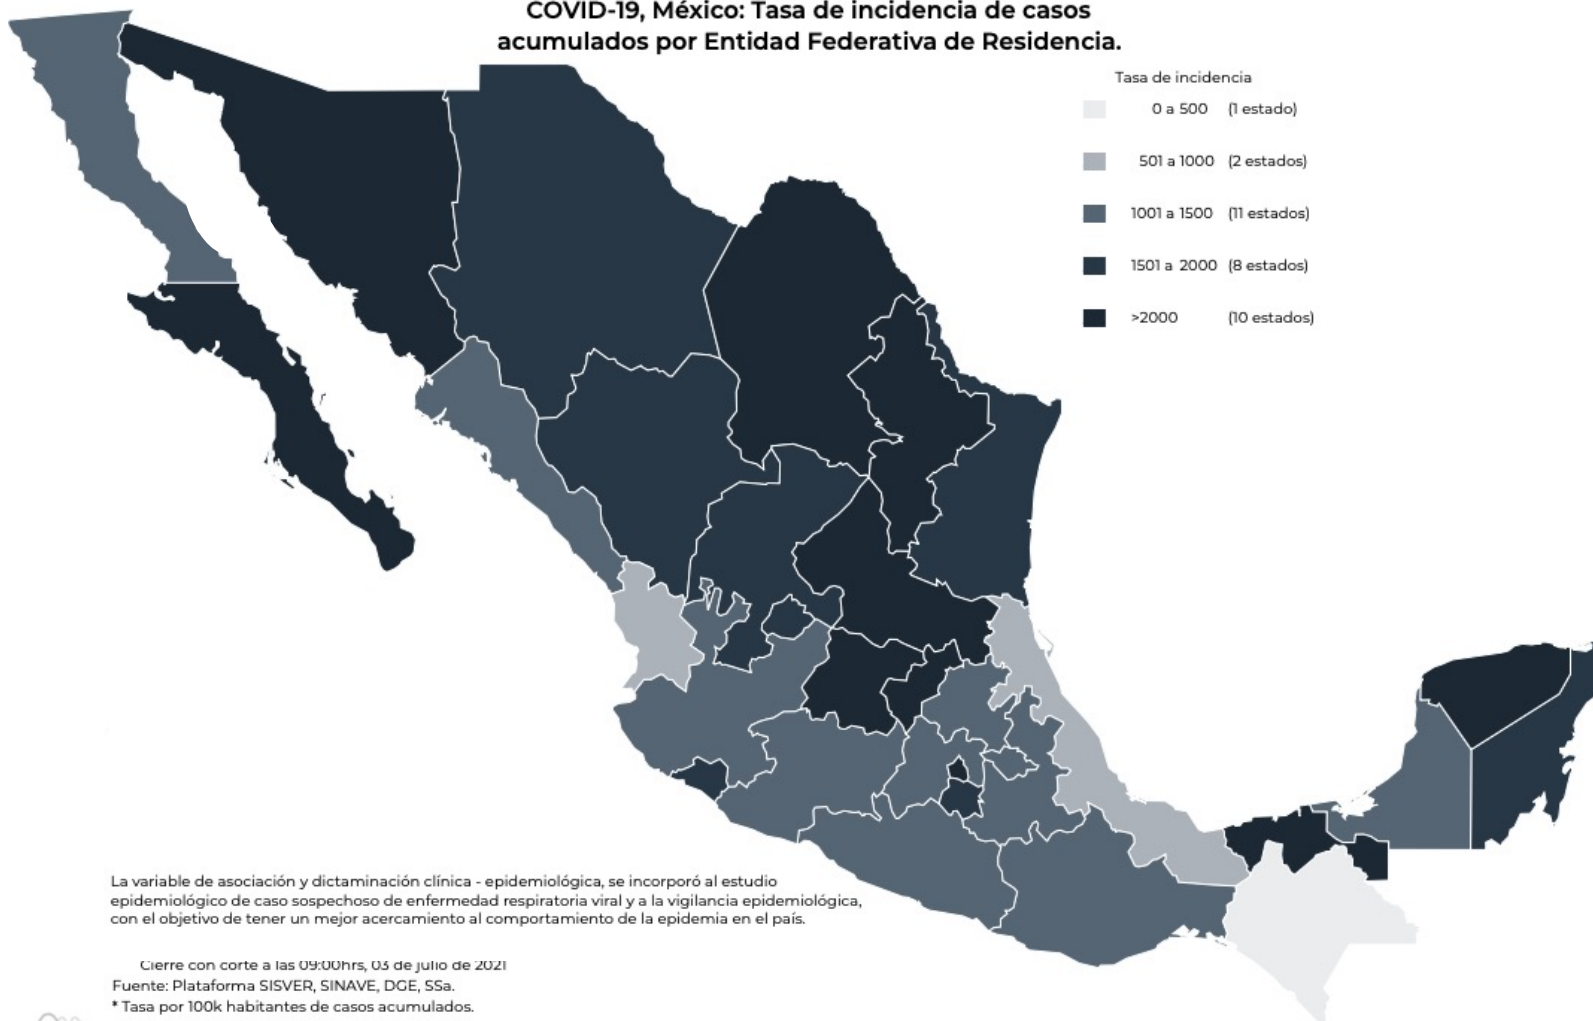 COVID-19, México: Tasa de incidencia de casos
acumulados por Entidad Federativa de Residencia.
Tasa de incidencia
0 a 500 (1 estado)
501 a 1000 (2 estados)
1001 a 1500 (11 estados)
1501 a 2000 (8 estados)
>2000 (10 estados)
La variable de asociación y dictaminación clínica - epidemiológica, se incorporó al estudio
epidemiológico de caso sospechoso de enfermedad respiratoria viral y a la vigilancia epidemiológica,
con el objetivo de tener un mejor acercamiento al comportamiento de la epidemia en el país.
Cierre con corte a las 09:00hrs, 03 de julio de 2021
Fuente: Plataforma SISVER, SINAVE, DGE, SSa.
* Tasa por 100k habitantes de casos acumulados.